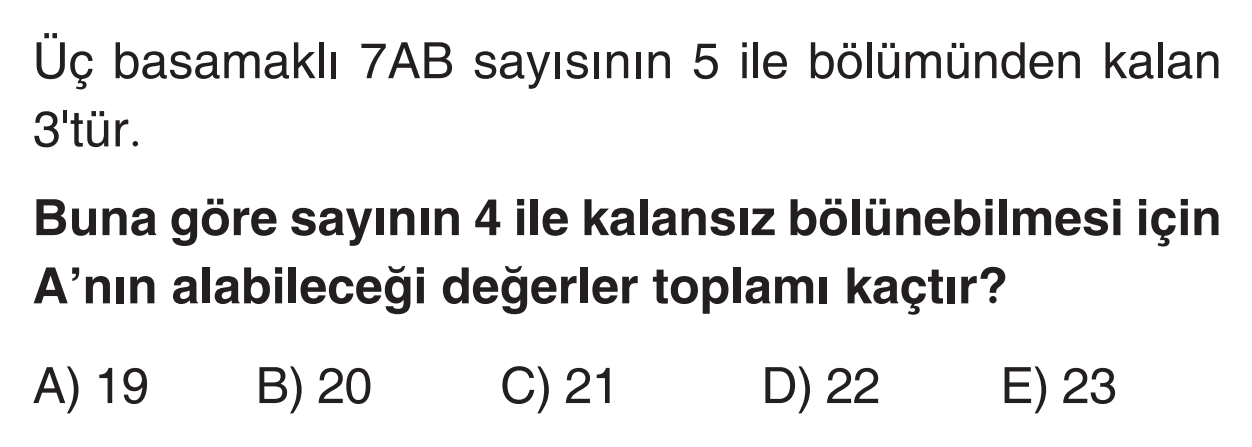 Üç basamaklı 7AB sayısının 5 ile bölümünden kalan
3'tür.
Buna göre sayının 4 ile kalansız bölünebilmesi için
A’nın alabileceği değerler toplamı kaçtır?
A) 19 B) 20 C) 21 D) 22 E) 23